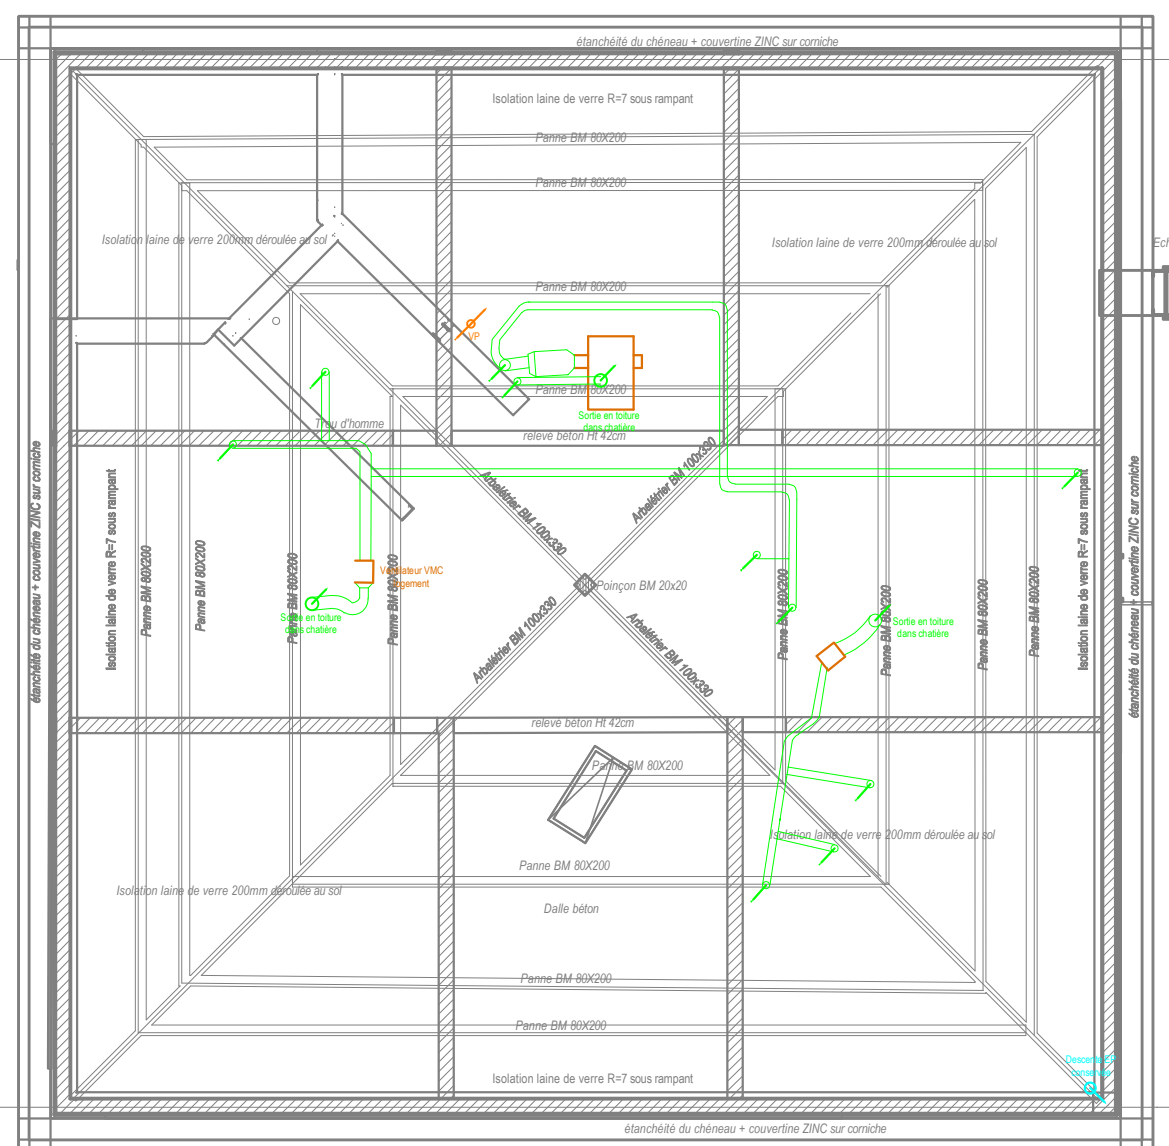 étanchéité du chéneau + couvertine ZINC sur corniche
Isolation laine de verre R=7 sous rampant
Panne BM 80X200
Panne BM 80X200
Isolation laine de verre 200mm déroulée au sol
Isolation laine de verre 200mm déroulée au sol
Ech
Panne BM 80X200
VP
Panne BM 80X200
Sortie en toiture
dans chatière
Trou d'homme
relevé béton Ht 42cm
étanchéité du chéneau + couvertine ZINC sur corniche
Isolation laine de verre R=7 sous rampant
Panne BM 80X200
Panne BM 80X200
Panne BM 80X200
Panne BM 80X200
Ventilateur VMC
logement
Sortie en toiture
dans chatière
Arbalétrier BM 100x330
Arbalétrier BM 100x330
Poinçon BM 20x20
Arbalétrier BM 100x330
Arbalétrier BM 100x330
Panne BM 80X200
Panne BM 80X200
Sortie en toiture
dans chatière
Panne BM 80X200
Panne BM 80X200
Isolation laine de verre R=7 sous rampant
étanchéité du chéneau + couvertine ZINC sur corniche
relevé béton Ht 42cm
Panne BM 80X200
Isolation laine de verre 200mm déroulée au sol
Panne BM 80X200
Isolation laine de verre 200mm déroulée au sol
Dalle béton
Panne BM 80X200
Panne BM 80X200
Descente EP
conservée
Isolation laine de verre R=7 sous rampant
étanchéité du chéneau + couvertine ZINC sur corniche